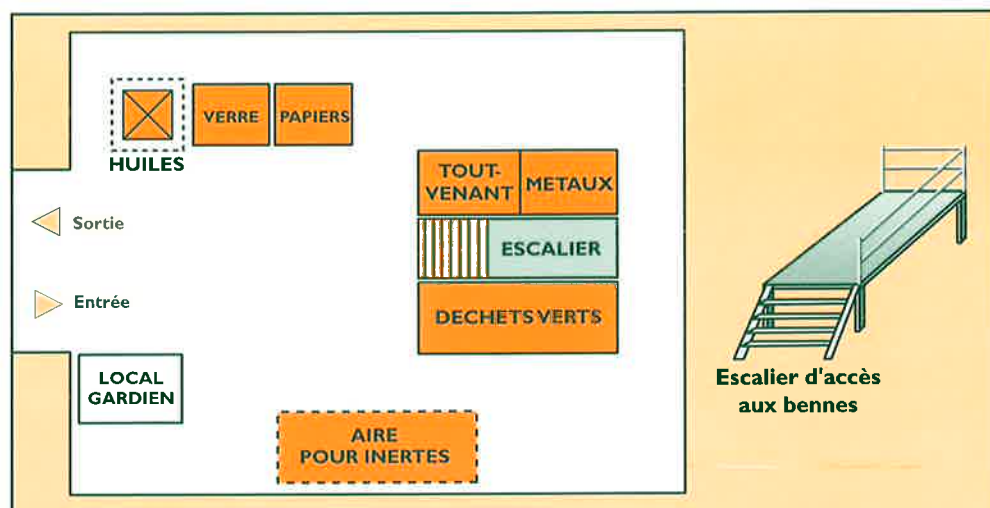 HUILES
VERRE
PAPIERS
TOUT-
VENANT
METAUX
Sortie
ESCALIER
Entrée
DECHETS VERTS
LOCAL
GARDIEN
AIRE
POUR INERTES
Escalier d'accès
aux bennes